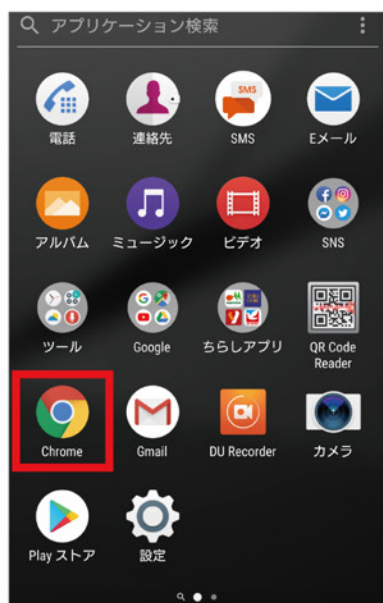 アプリケーション検索
電話
連絡先
SMS
SMS
Eメール
アルバム
ミュージック
ビデオ
SNS
ツール
Google
ちらしアプリ
QR Code
Reader
Chrome
Gmail
DU Recorder
カメラ
Play ストア
設定